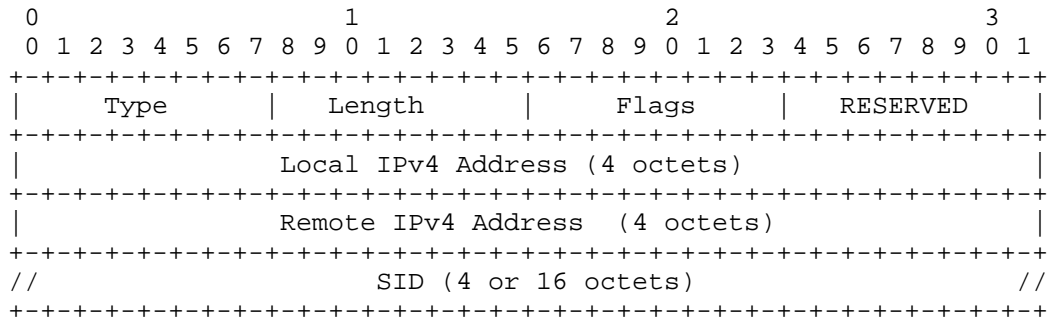 0                   1                   2                   3
 0 1 2 3 4 5 6 7 8 9 0 1 2 3 4 5 6 7 8 9 0 1 2 3 4 5 6 7 8 9 0 1
+-+-+-+-+-+-+-+-+-+-+-+-+-+-+-+-+-+-+-+-+-+-+-+-+-+-+-+-+-+-+-+-+
|     Type      |   Length      |     Flags     |   RESERVED    |
+-+-+-+-+-+-+-+-+-+-+-+-+-+-+-+-+-+-+-+-+-+-+-+-+-+-+-+-+-+-+-+-+
|                Local IPv4 Address (4 octets)                  |
+-+-+-+-+-+-+-+-+-+-+-+-+-+-+-+-+-+-+-+-+-+-+-+-+-+-+-+-+-+-+-+-+
|                Remote IPv4 Address  (4 octets)                |
+-+-+-+-+-+-+-+-+-+-+-+-+-+-+-+-+-+-+-+-+-+-+-+-+-+-+-+-+-+-+-+-+
//                      SID (4 or 16 octets)                    //
+-+-+-+-+-+-+-+-+-+-+-+-+-+-+-+-+-+-+-+-+-+-+-+-+-+-+-+-+-+-+-+-+